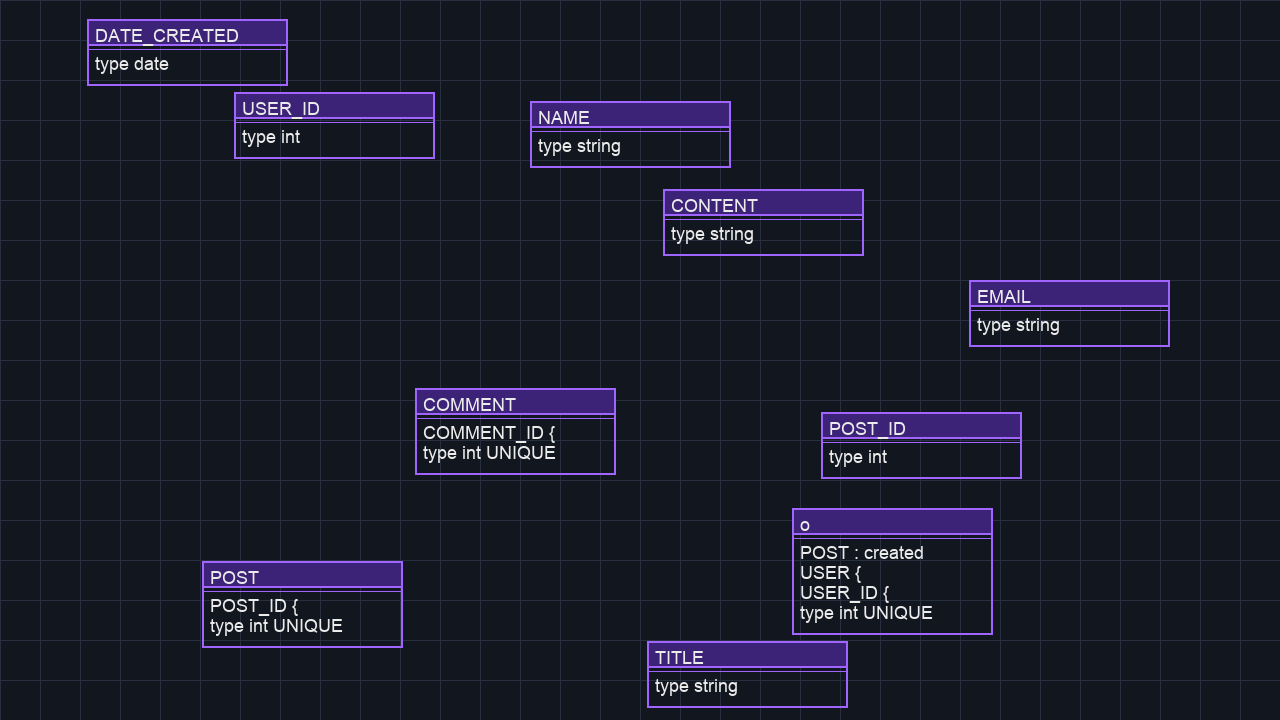 DATE_CREATED
type date
USER_ID
type int
NAME
type string
CONTENT
type string
EMAIL
type string
COMMENT
COMMENT_ID {
type int UNIQUE
POST_ID
type int
o
POST : created
USER {
USER_ID {
type int UNIQUE
POST
POST_ID {
type int UNIQUE
TITLE
type string